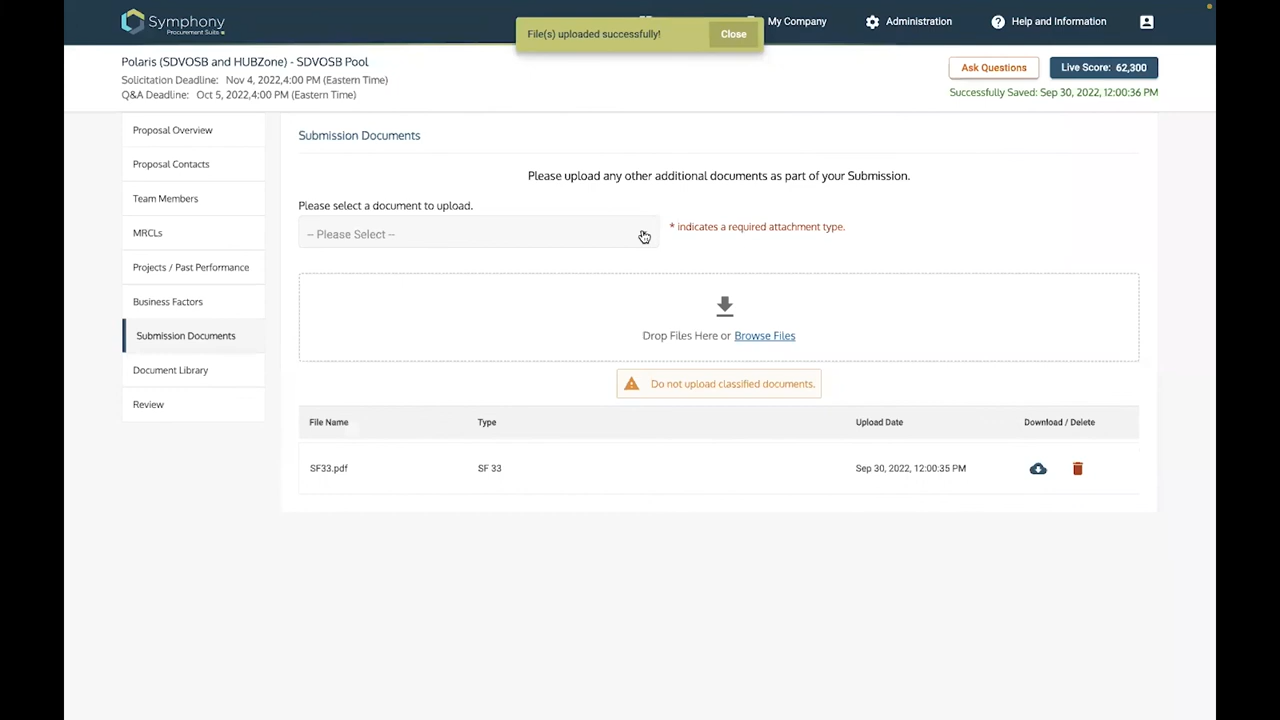 Symphony
Procurement Suite
File(s) uploaded successfully!
Close
My Company
Administration
Help and Information
Polaris (SDVOSB and HUBZone) - SDVOSB Pool
Solicitation Deadline: Nov 4, 2022,4:00 PM (Eastern Time)
Q&A Deadline: Oct 5, 2022,4:00 PM (Eastern Time)
Ask Questions
Live Score: 62,300
Successfully Saved: Sep 30, 2022, 12:00:36 PM
Proposal Overview
Proposal Contacts
Team Members
MRCLs
Projects / Past Performance
Business Factors
Submission Documents
Document Library
Review
Submission Documents
Please upload any other additional documents as part of your Submission.
Please select a document to upload.
-- Please Select --
* indicates a required attachment type.
Drop Files Here or Browse Files
Do not upload classified documents.
File Name Type Upload Date Download / Delete
SF33.pdf SF 33 Sep 30, 2022, 12:00:35 PM